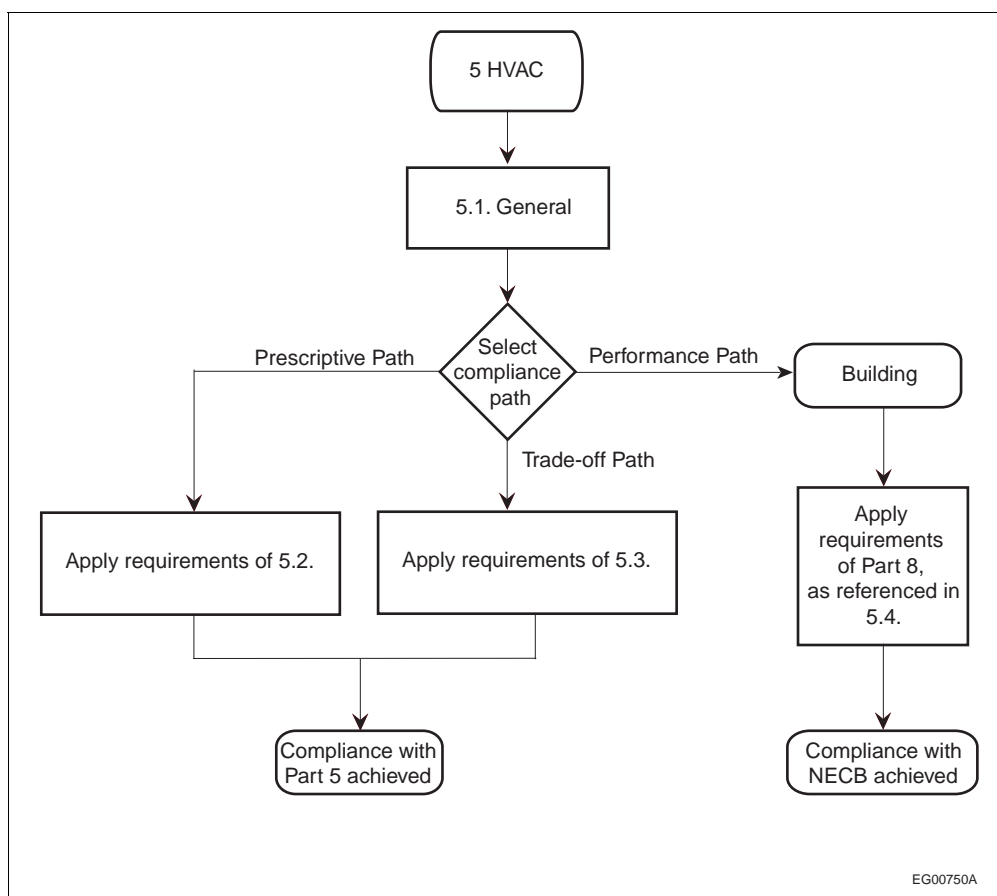 5 HVAC
5.1. General
Select
compliance
path
Prescriptive Path
Performance Path
Trade-off Path
Building
Apply requirements of 5.2.
Apply requirements of 5.3.
Apply
requirements
of Part 8,
as referenced in
5.4.
Compliance with
Part 5 achieved
Compliance with
NECB achieved
EG00750A